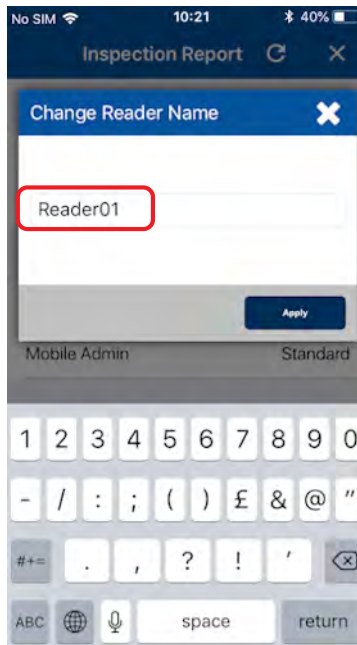 No SIM 10:21 40%
Inspection Report
Change Reader Name
Reader01
Apply
Mobile Admin Standard
1 2 3 4 5 6 7 8 9 0
- / : ; ( ) £ & @ "
#+= . , ? ! '
ABC space return